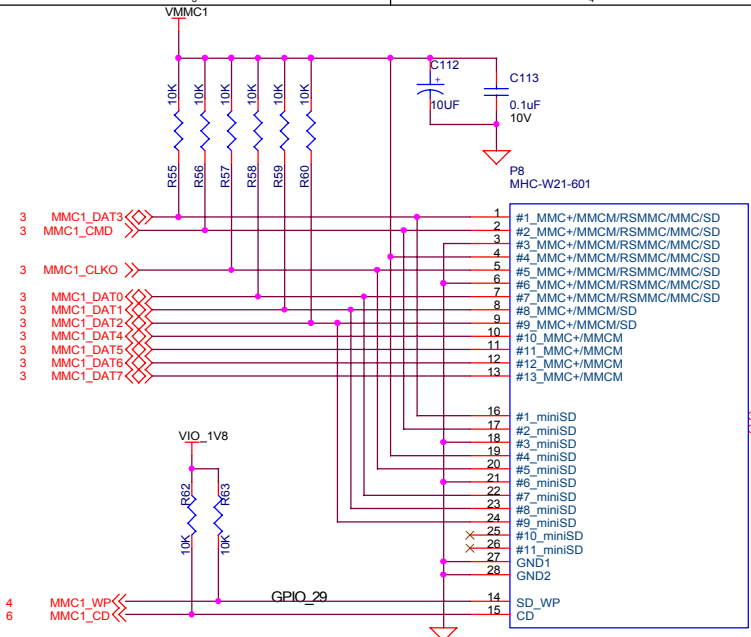 VMMC1
C112
+
10UF
C113
0.1uF
10V
10K
10K
10K
10K
10K
10K
R55
R56
R57
R58
R59
R60
P8
MHC-W21-601
3 MMC1_DAT3 1 #1_MMC+/MMCM/RSMMC/MMC/SD
3 MMC1_CMD 2 #2_MMC+/MMCM/RSMMC/MMC/SD
3 #3_MMC+/MMCM/RSMMC/MMC/SD
4 #4_MMC+/MMCM/RSMMC/MMC/SD
3 MMC1_CLKO 5 #5_MMC+/MMCM/RSMMC/MMC/SD
6 #6_MMC+/MMCM/RSMMC/MMC/SD
3 MMC1_DAT0 7 #7_MMC+/MMCM/RSMMC/MMC/SD
3 MMC1_DAT1 8 #8_MMC+/MMCM/SD
3 MMC1_DAT2 9 #9_MMC+/MMCM/SD
3 MMC1_DAT4 10 #10_MMC+/MMCM
3 MMC1_DAT5 11 #11_MMC+/MMCM
3 MMC1_DAT6 12 #12_MMC+/MMCM
3 MMC1_DAT7 13 #13_MMC+/MMCM
16 #1_miniSD
17 #2_miniSD
18 #3_miniSD
19 #4_miniSD
20 #5_miniSD
21 #6_miniSD
22 #7_miniSD
23 #8_miniSD
24 #9_miniSD
25 #10_miniSD
26 #11_miniSD
27 GND1
28 GND2
VIO_1V8
R62
R63
10K
10K
GPIO_29
4 MMC1_WP 14 SD_WP
6 MMC1_CD 15 CD